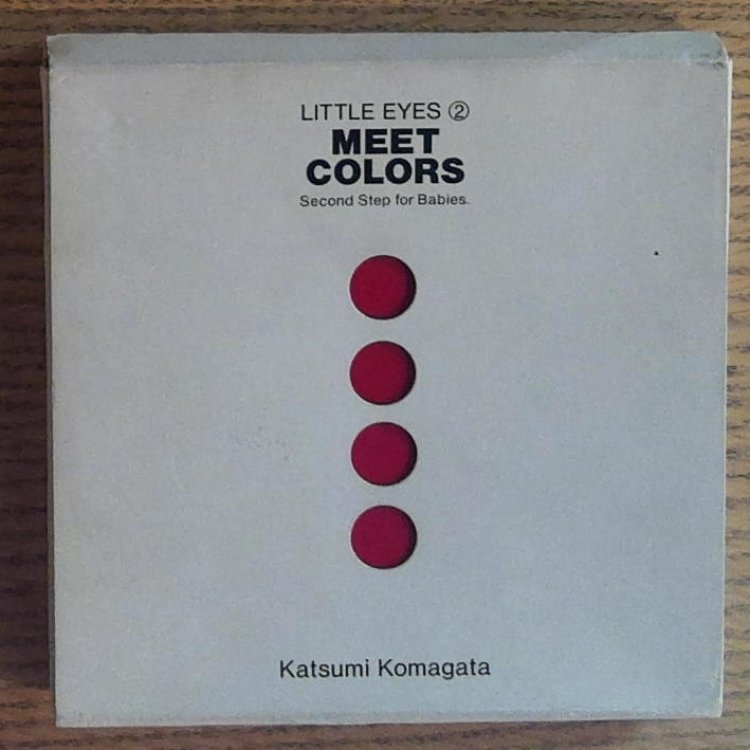 LITTLE EYES ②
MEET
COLORS
Second Step for Babies.
Katsumi Komagata